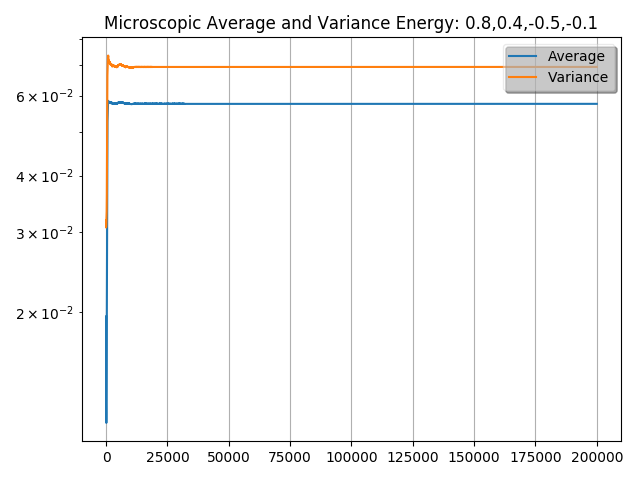 Microscopic Average and Variance Energy: 0.8,0.4,-0.5,-0.1
Average
Variance
6 × 10⁻²
4 × 10⁻²
3 × 10⁻²
2 × 10⁻²
0 25000 50000 75000 100000 125000 150000 175000 200000